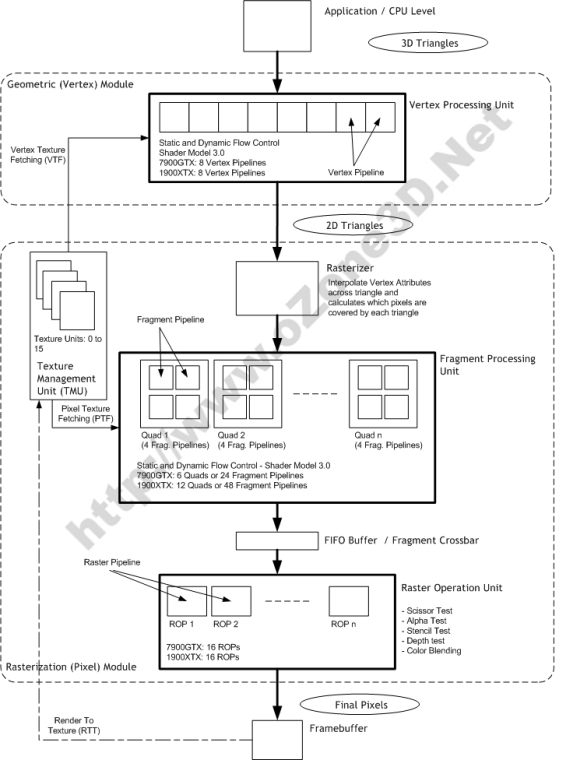 Application / CPU Level
3D Triangles
Geometric (Vertex) Module
Vertex Processing Unit
Static and Dynamic Flow Control
Shader Model 3.0
7900GTX: 8 Vertex Pipelines
1900XTX: 8 Vertex Pipelines
Vertex Pipeline
Vertex Texture
Fetching (VTF)
2D Triangles
Rasterizer
Interpolate Vertex Attributes
across triangle and
calculates which pixels are
covered by each triangle
Texture Units: 0 to
15
Texture
Management
Unit (TMU)
Fragment Pipeline
Fragment Processing
Unit
Pixel Texture
Fetching (PTF)
Quad 1
(4 Frag. Pipelines)
Quad 2
(4 Frag. Pipelines)
Quad n
(4 Frag. Pipelines)
Static and Dynamic Flow Control - Shader Model 3.0
7900GTX: 6 Quads or 24 Fragment Pipelines
1900XTX: 12 Quads or 48 Fragment Pipelines
FIFO Buffer / Fragment Crossbar
Raster Pipeline
Raster Operation Unit
ROP 1
ROP 2
ROP n
- Scissor Test
- Alpha Test
- Stencil Test
- Depth test
- Color Blending
7900GTX: 16 ROPs
1900XTX: 16 ROPs
Rasterization (Pixel) Module
Final Pixels
Render To
Texture (RTT)
Framebuffer
http://www.oZone3D.Net